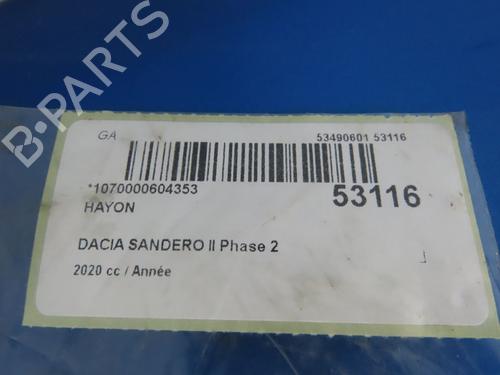 B-PARTS
GA
53490601 53116
*1070000604353
53116
HAYON
DACIA SANDERO II Phase 2
2020 cc / Année